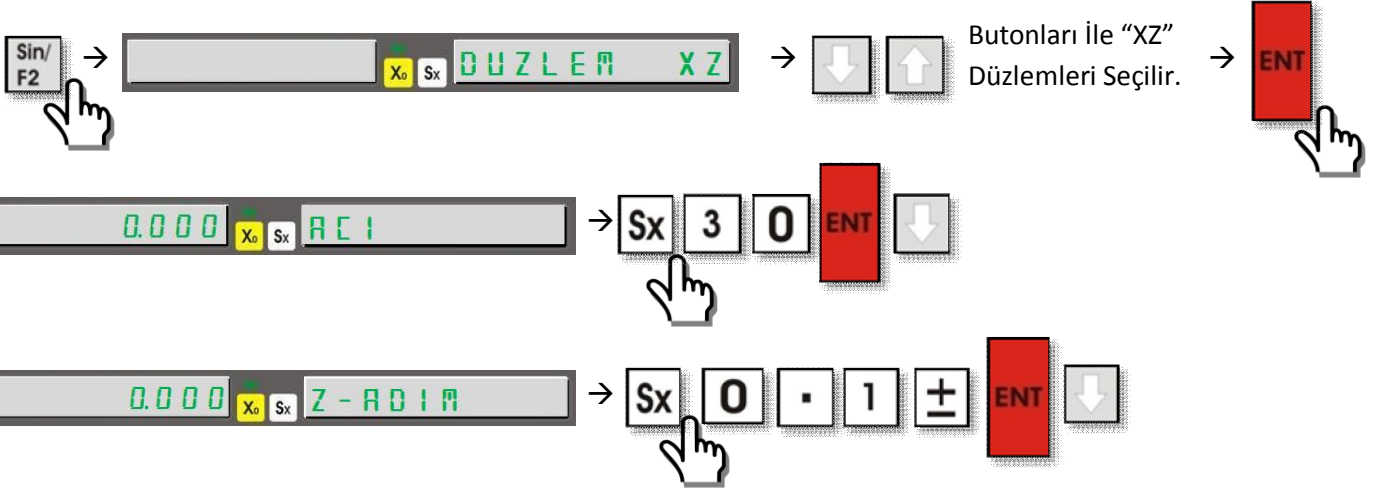 Sin/
F2
→
X₀ Sx DUZLEM XZ
→
Butonları İle “XZ”
Düzlemleri Seçilir.
→
ENT
0.000 X₀ Sx ACI
→ Sx 3 0 ENT
0.000 X₀ Sx Z-ADIM
→ Sx 0 . 1 ± ENT